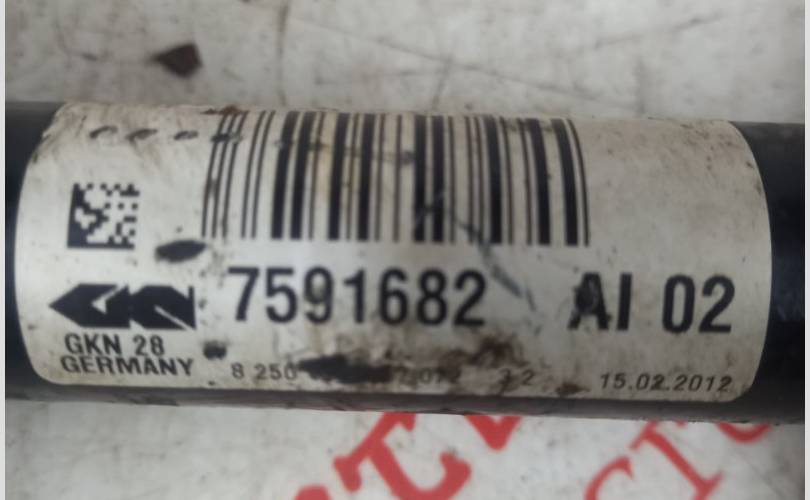 7591682 AI 02
GKN 28
GERMANY
8 250
15.02.2012